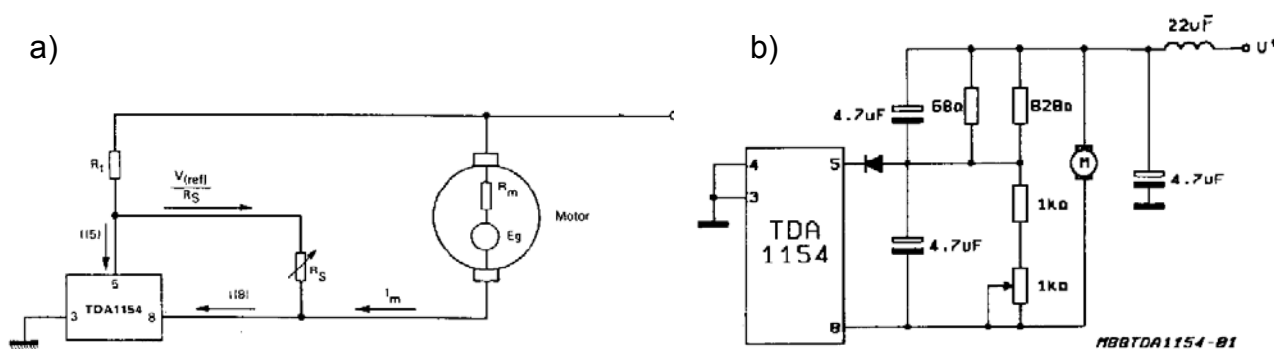 a)
R1
V(ref)
RS
I(5)
5
TDA1154
3
8
RS
I(8)
Im
Rm
Eg
Motor
b)
22uF
U+
4.7uF
68Ω
828Ω
4
3
5
M
4.7uF
1kΩ
TDA
1154
4.7uF
1kΩ
8
MBBTDA1154-01